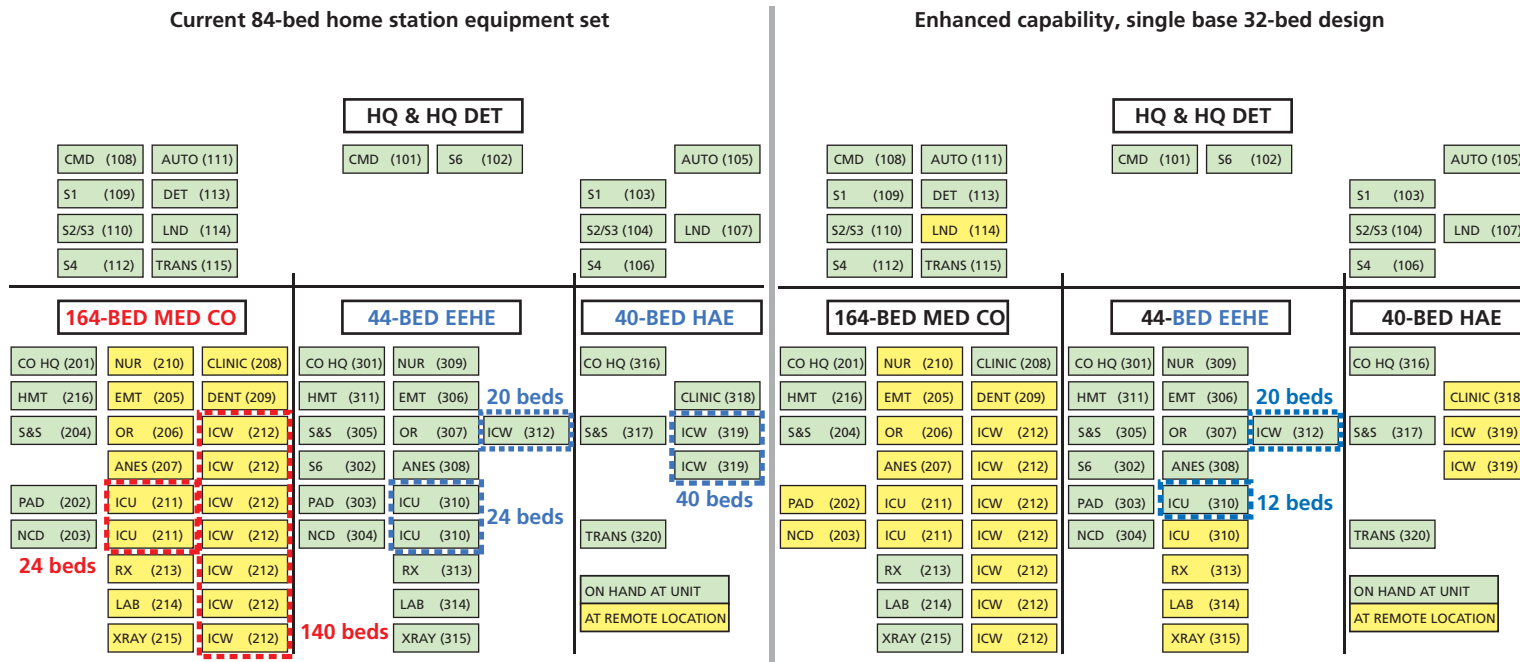 Current 84-bed home station equipment set
HQ & HQ DET
CMD (108) AUTO (111) CMD (101) S6 (102) AUTO (105)
S1 (109) DET (113) S1 (103)
S2/S3 (110) LND (114) S2/S3 (104) LND (107)
S4 (112) TRANS (115) S4 (106)
164-BED MED CO 44-BED EEHE 40-BED HAE
CO HQ (201) NUR (210) CLINIC (208) CO HQ (301) NUR (309) CO HQ (316)
HMT (216) EMT (205) DENT (209) HMT (311) EMT (306) 20 beds CLINIC (318)
S&S (204) OR (206) ICW (212) S&S (305) OR (307) ICW (312) S&S (317) ICW (319)
ANES (207) ICW (212) S6 (302) ANES (308) ICW (319)
PAD (202) ICU (211) ICW (212) PAD (303) ICU (310) 40 beds
24 beds
NCD (203) ICU (211) ICW (212) NCD (304) ICU (310) TRANS (320)
24 beds RX (213) ICW (212) RX (313)
LAB (214) ICW (212) LAB (314) ON HAND AT UNIT
140 beds AT REMOTE LOCATION
XRAY (215) ICW (212) XRAY (315)
Enhanced capability, single base 32-bed design
HQ & HQ DET
CMD (108) AUTO (111) CMD (101) S6 (102) AUTO (105)
S1 (109) DET (113) S1 (103)
S2/S3 (110) LND (114) S2/S3 (104) LND (107)
S4 (112) TRANS (115) S4 (106)
164-BED MED CO 44-BED EEHE 40-BED HAE
CO HQ (201) NUR (210) CLINIC (208) CO HQ (301) NUR (309) CO HQ (316)
HMT (216) EMT (205) DENT (209) HMT (311) EMT (306) 20 beds CLINIC (318)
S&S (204) OR (206) ICW (212) S&S (305) OR (307) ICW (312) S&S (317) ICW (319)
ANES (207) ICW (212) S6 (302) ANES (308) ICW (319)
PAD (202) ICU (211) ICW (212) PAD (303) ICU (310) 12 beds
NCD (203) ICU (211) ICW (212) NCD (304) ICU (310) TRANS (320)
RX (213) ICW (212) RX (313)
LAB (214) ICW (212) LAB (314) ON HAND AT UNIT
AT REMOTE LOCATION
XRAY (215) ICW (212) XRAY (315)